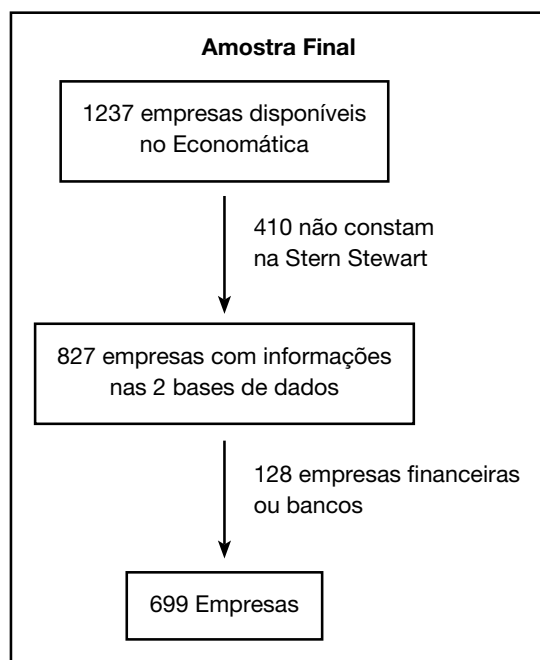 Amostra Final
1237 empresas disponíveis
no Economática
410 não constam
na Stern Stewart
827 empresas com informações
nas 2 bases de dados
128 empresas financeiras
ou bancos
699 Empresas